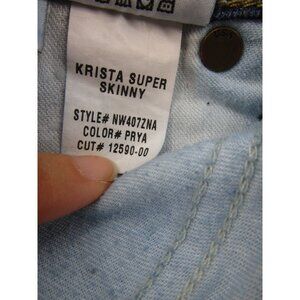 KRISTA SUPER
SKINNY
STYLE# NW407ZNA
COLOR# PRYA
CUT# 12590-00